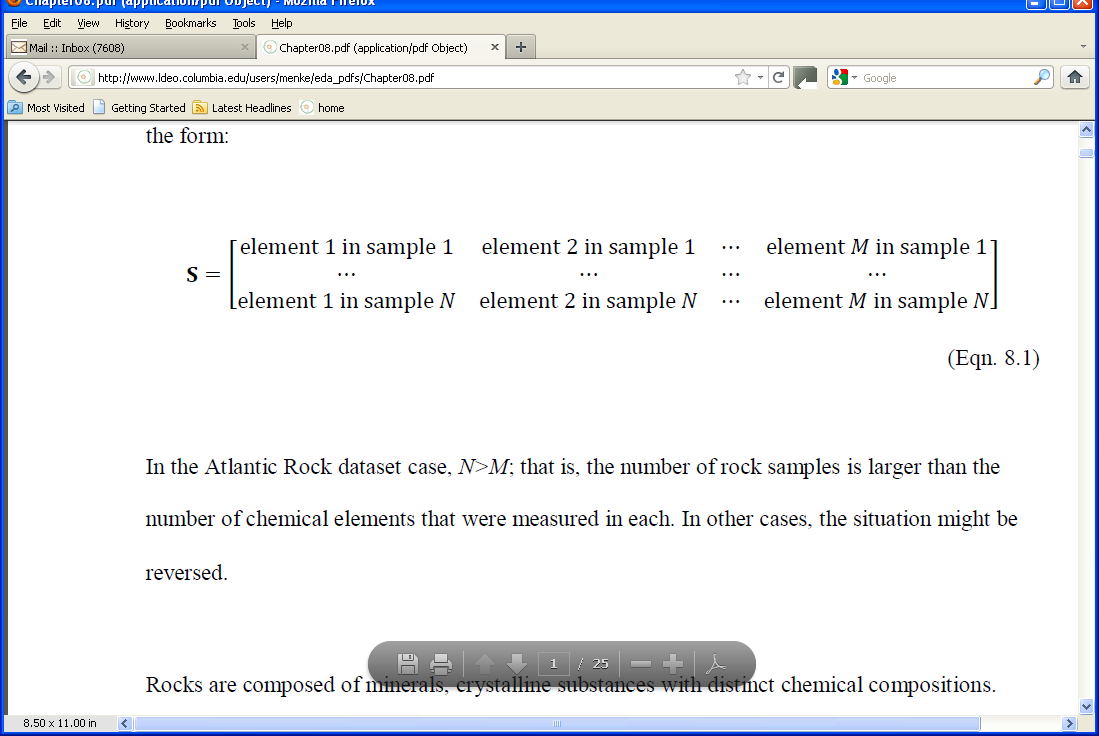 Chapter08.pdf (application/pdf Object) - Mozilla Firefox
File Edit View History Bookmarks Tools Help
Mail :: Inbox (7608) Chapter08.pdf (application/pdf Object)
http://www.ldeo.columbia.edu/users/menke/eda_pdfs/Chapter08.pdf Google
Most Visited Getting Started Latest Headlines home
the form:
element 1 in sample 1 element 2 in sample 1 ⋯ element M in sample 1
S = ⋯ ⋯ ⋯ ⋯
element 1 in sample N element 2 in sample N ⋯ element M in sample N
(Eqn. 8.1)
In the Atlantic Rock dataset case, N>M; that is, the number of rock samples is larger than the
number of chemical elements that were measured in each. In other cases, the situation might be
reversed.
1 / 25
Rocks are composed of minerals, crystalline substances with distinct chemical compositions.
8.50 x 11.00 in